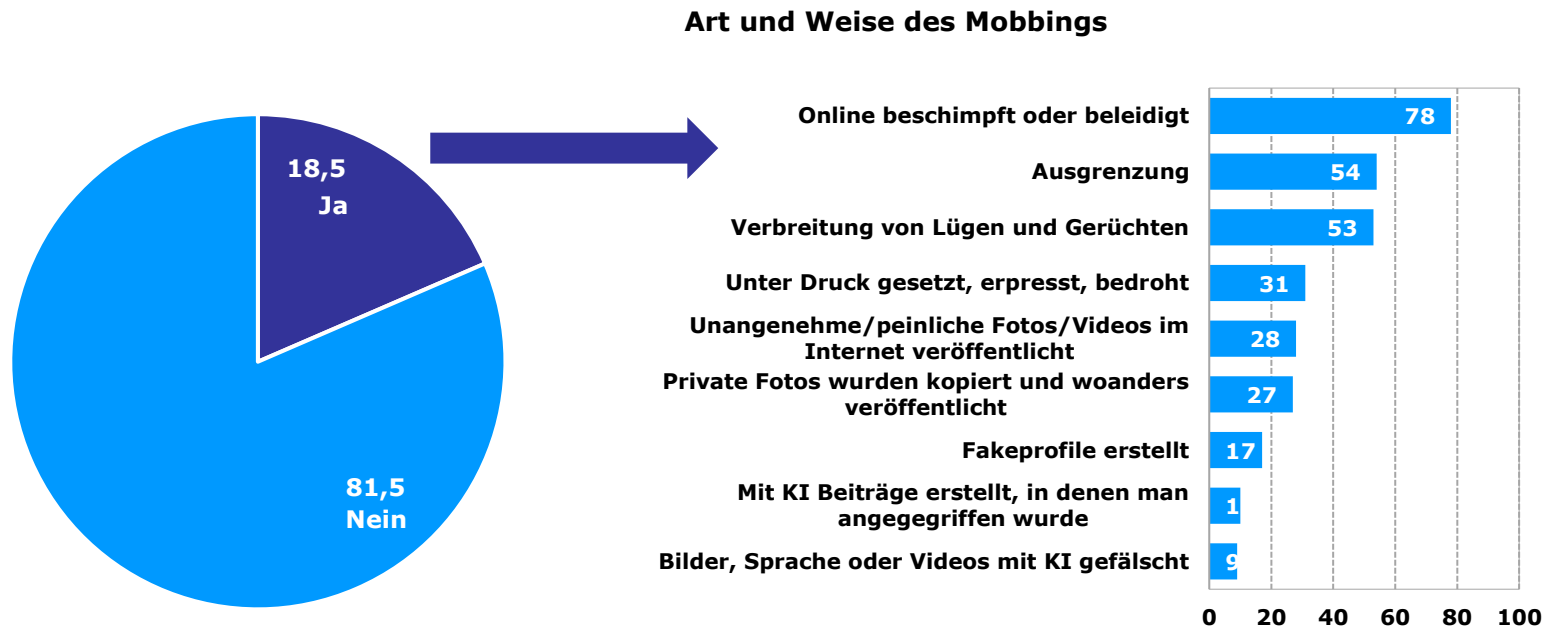 Art und Weise des Mobbings
18,5
Ja
81,5
Nein
Online beschimpft oder beleidigt
78
Ausgrenzung
54
Verbreitung von Lügen und Gerüchten
53
Unter Druck gesetzt, erpresst, bedroht
31
Unangenehme/peinliche Fotos/Videos im
Internet veröffentlicht
28
Private Fotos wurden kopiert und woanders
veröffentlicht
27
Fakeprofile erstellt
17
Mit KI Beiträge erstellt, in denen man
angegegriffen wurde
1
Bilder, Sprache oder Videos mit KI gefälscht
9
0 20 40 60 80 100